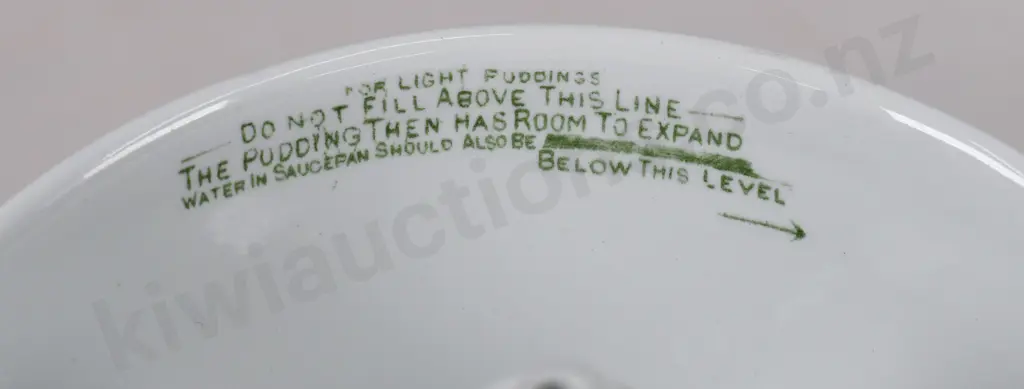 FOR LIGHT PUDDINGS
DO NOT FILL ABOVE THIS LINE
THE PUDDING THEN HAS ROOM TO EXPAND
WATER IN SAUCEPAN SHOULD ALSO BE
BELOW THIS LEVEL
kiwiauctions.co.nz